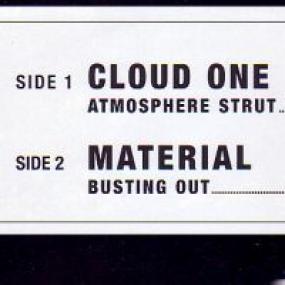 SIDE 1 CLOUD ONE
ATMOSPHERE STRUT..
SIDE 2 MATERIAL
BUSTING OUT....................